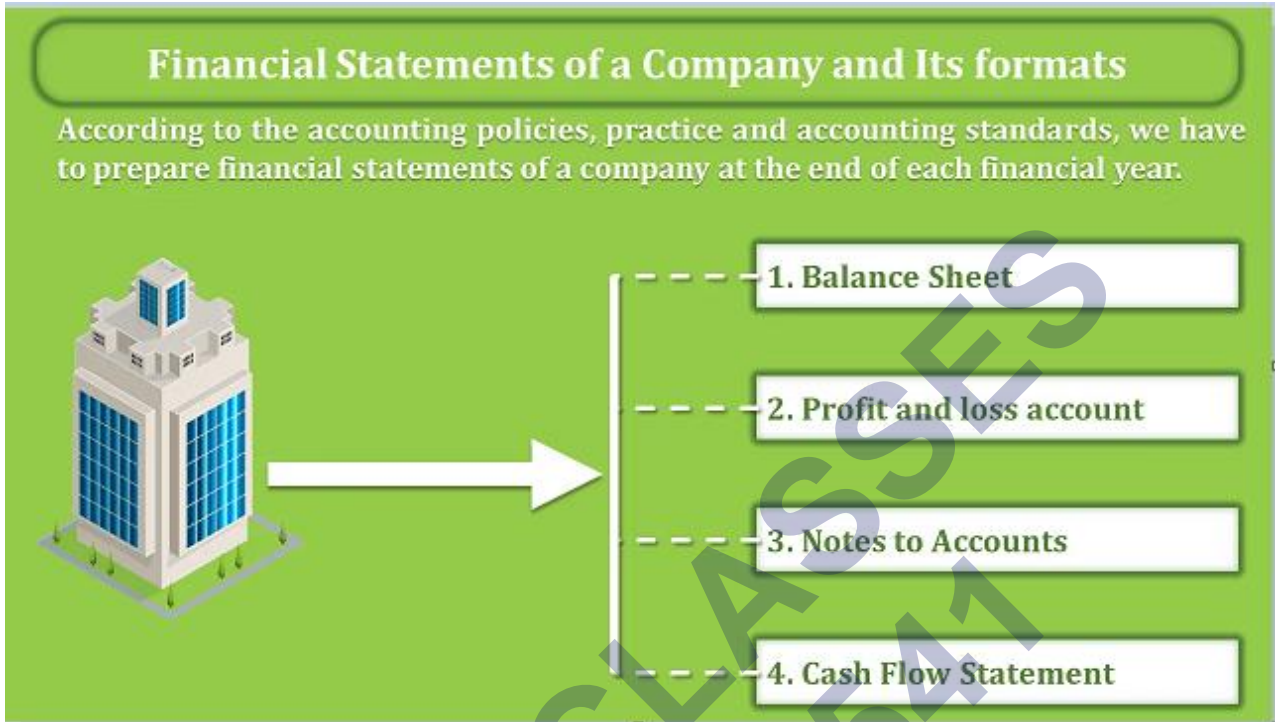 Financial Statements of a Company and Its formats
According to the accounting policies, practice and accounting standards, we have
to prepare financial statements of a company at the end of each financial year.
1. Balance Sheet
2. Profit and loss account
3. Notes to Accounts
4. Cash Flow Statement
CLASSES
541